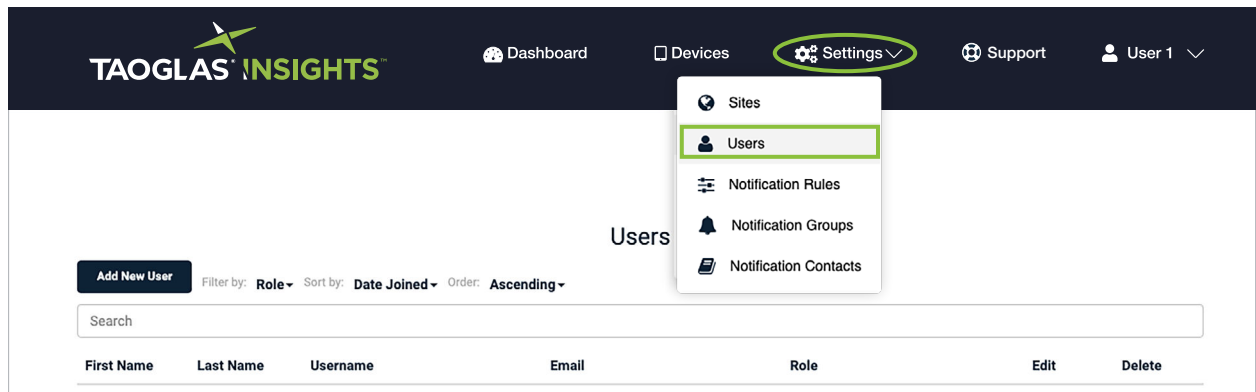 TAOGLAS® INSIGHTS™ Dashboard Devices Settings Support User 1
Sites
Users
Notification Rules
Users Notification Groups
Notification Contacts
Add New User Filter by: Role Sort by: Date Joined Order: Ascending
Search
First Name Last Name Username Email Role Edit Delete